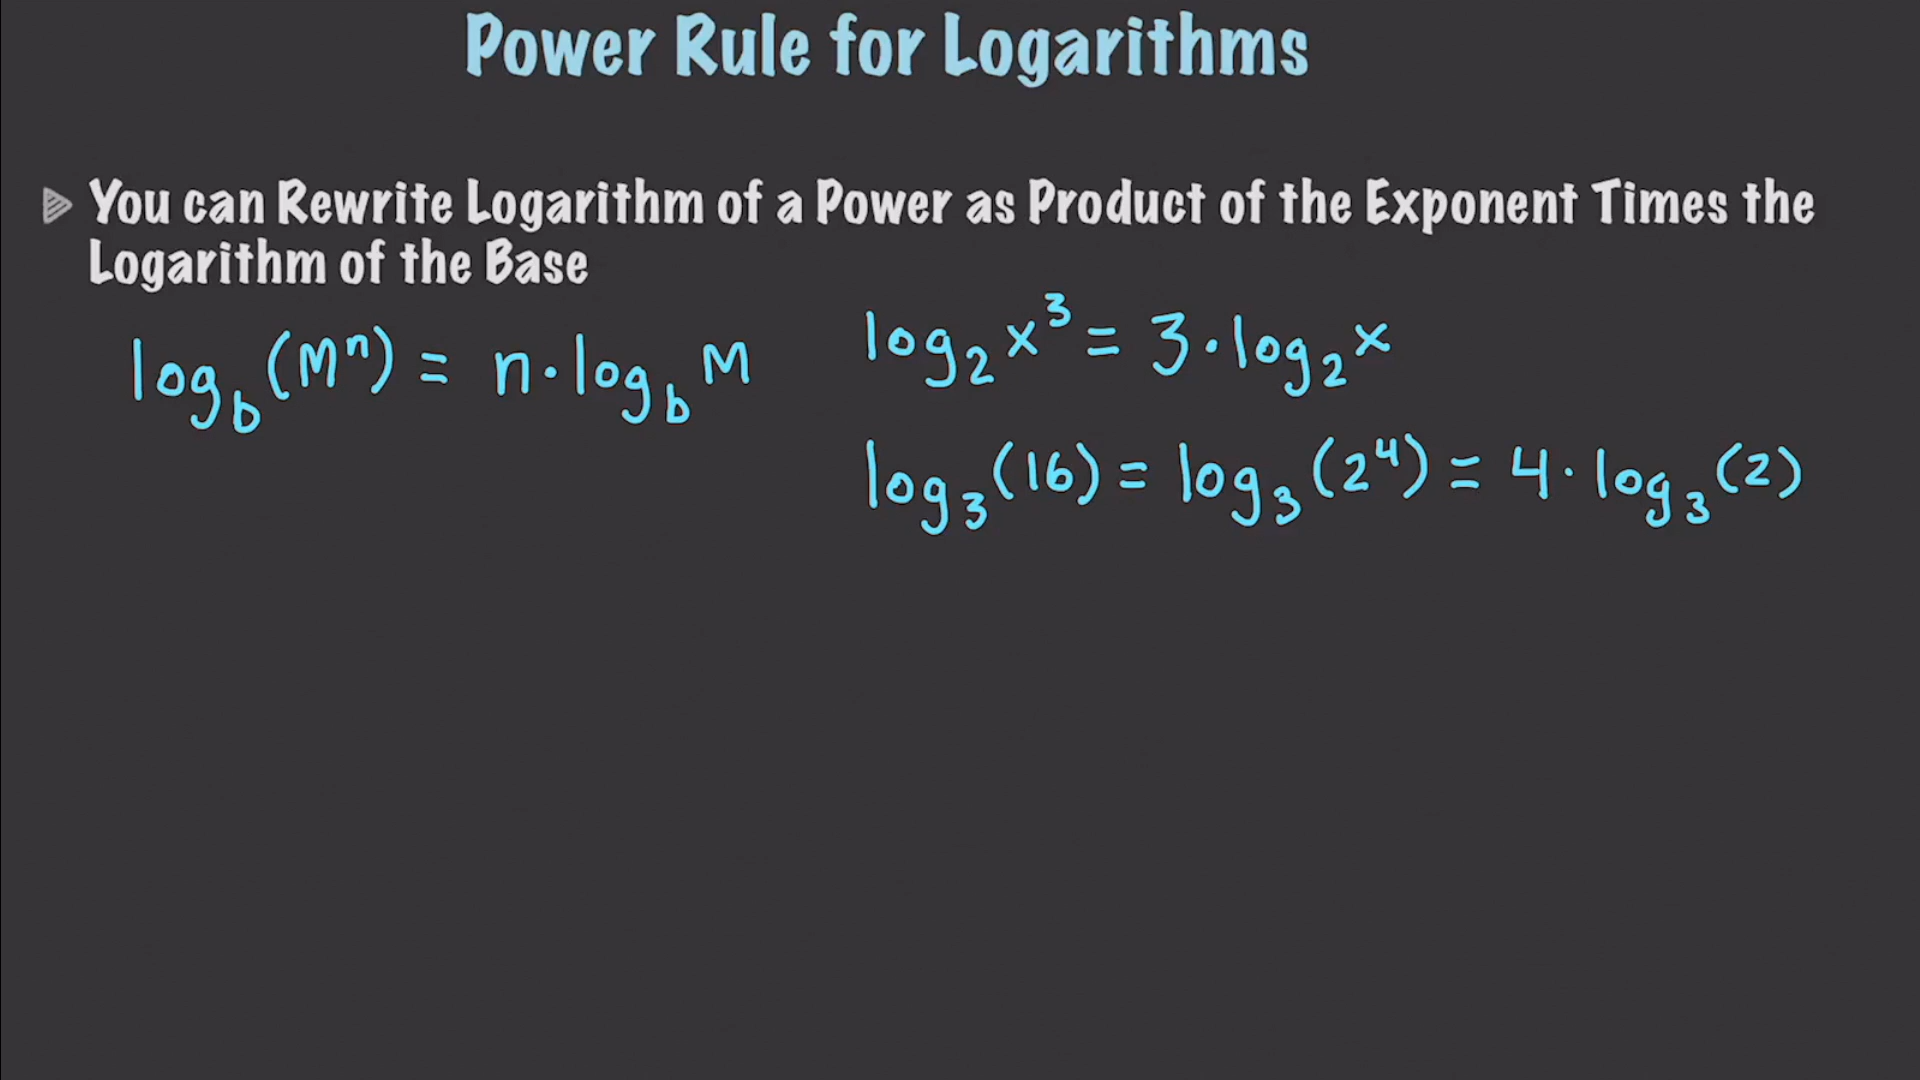 Power Rule for Logarithms
You can Rewrite Logarithm of a Power as Product of the Exponent Times the
Logarithm of the Base
log_b(M^n) = n·log_b M
log_2 x^3 = 3·log_2 x
log_3(16) = log_3(2^4) = 4·log_3(2)